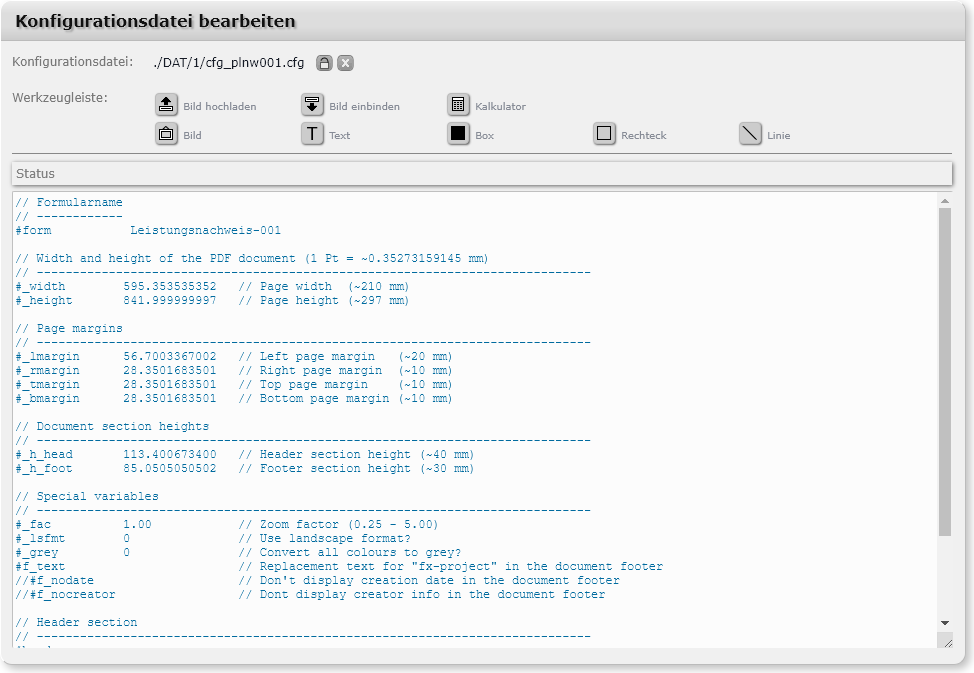 Konfigurationsdatei bearbeiten
Konfigurationsdatei: ./DAT/1/cfg_plnw001.cfg
Werkzeugleiste: Bild hochladen Bild einbinden Kalkulator
Bild Text Box Rechteck Linie
Status
// Formularname
// ------------
#form Leistungsnachweis-001
// Width and height of the PDF document (1 Pt = ~0.35273159145 mm)
// -----------------------------------------------------------------------------
#_width 595.353535352 // Page width (~210 mm)
#_height 841.999999997 // Page height (~297 mm)
// Page margins
// -----------------------------------------------------------------------------
#_lmargin 56.7003367002 // Left page margin (~20 mm)
#_rmargin 28.3501683501 // Right page margin (~10 mm)
#_tmargin 28.3501683501 // Top page margin (~10 mm)
#_bmargin 28.3501683501 // Bottom page margin (~10 mm)
// Document section heights
// -----------------------------------------------------------------------------
#_h_head 113.400673400 // Header section height (~40 mm)
#_h_foot 85.0505050502 // Footer section height (~30 mm)
// Special variables
// -----------------------------------------------------------------------------
#_fac 1.00 // Zoom factor (0.25 - 5.00)
#_lsfmt 0 // Use landscape format?
#_grey 0 // Convert all colours to grey?
#f_text // Replacement text for "fx-project" in the document footer
//#f_nodate // Don't display creation date in the document footer
//#f_nocreator // Dont display creator info in the document footer
// Header section
// -----------------------------------------------------------------------------